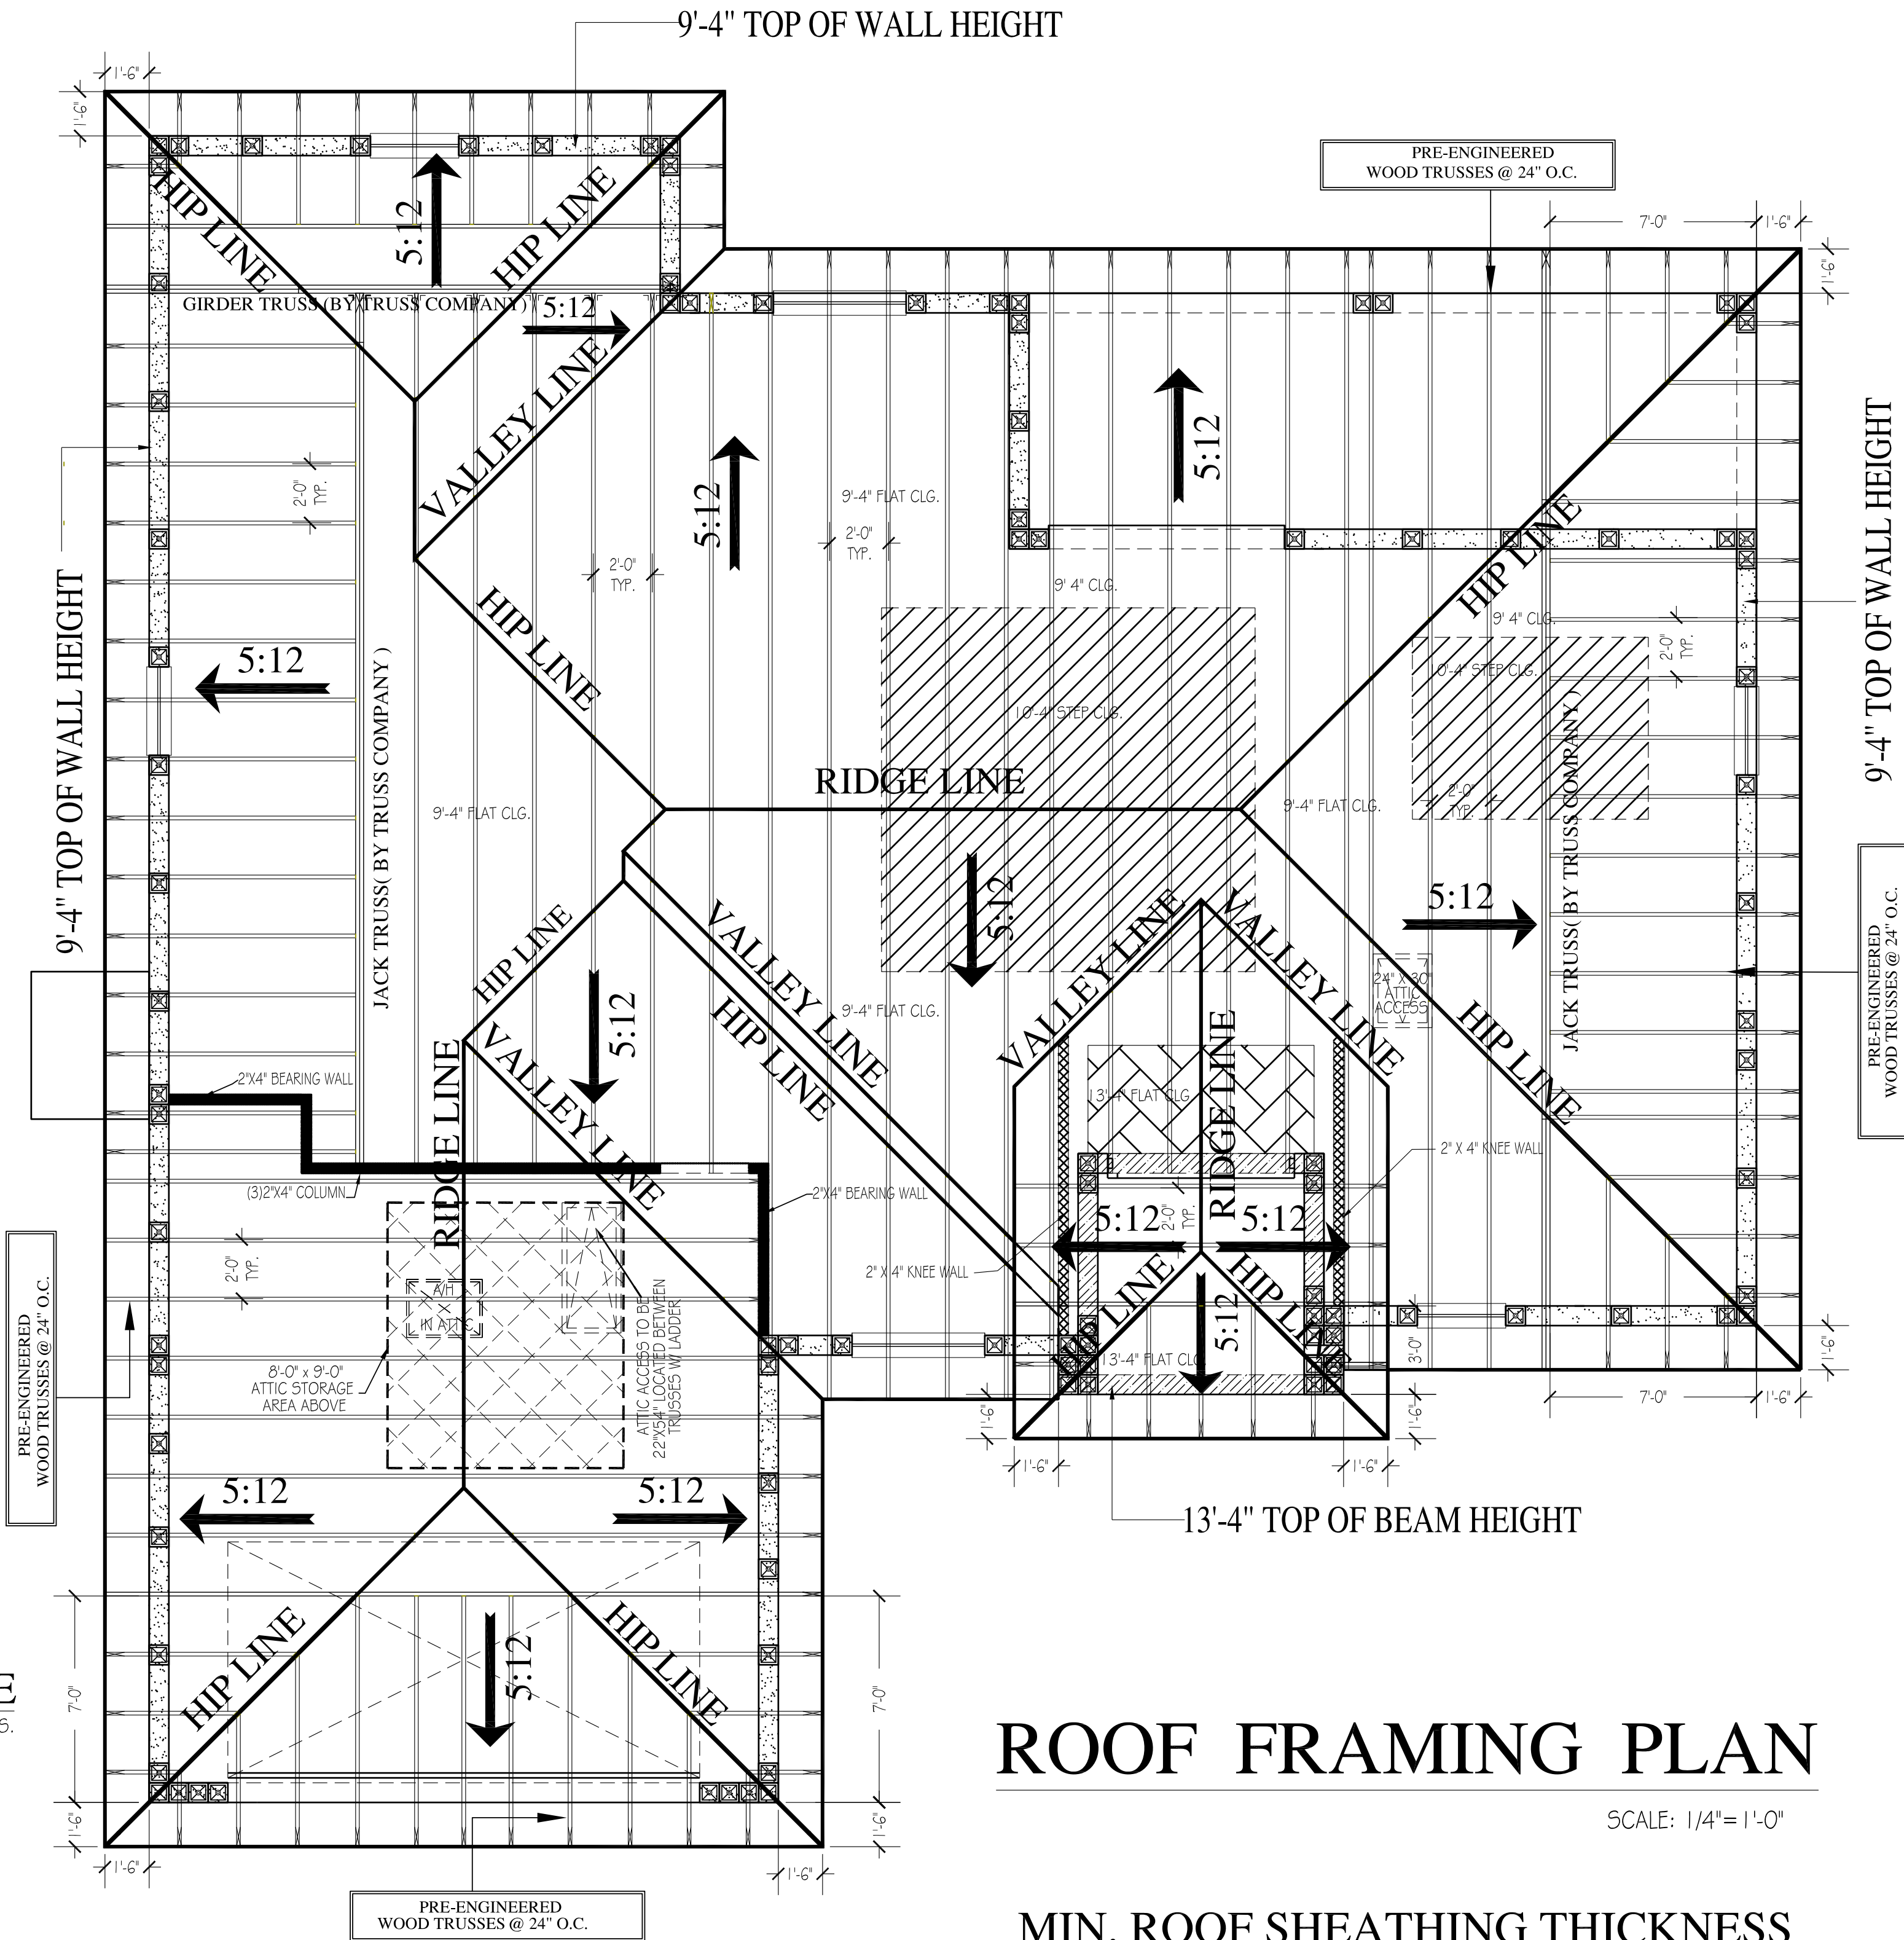 9'-4" TOP OF WALL HEIGHT
1'-6"
1'-6"
PRE-ENGINEERED
WOOD TRUSSES @ 24" O.C.
7'-0"
1'-6"
1'-6"
HIP LINE
5:12
HIP LINE
GIRDER TRUSS (BY TRUSS COMPANY)
5:12
VALLEY LINE
5:12
5:12
9'-4" FLAT CLG.
2'-0"
TYP.
2'-0"
TYP.
2'-0"
TYP.
9' 4" CLG.
HIP LINE
9' 4" CLG.
2'-0"
TYP.
9'-4" TOP OF WALL HEIGHT
9'-4" TOP OF WALL HEIGHT
HIP LINE
5:12
10'-4" STEP CLG.
10'-4" STEP CLG.
RIDGE LINE
9'-4" FLAT CLG.
9'-4" FLAT CLG.
2'-0"
TYP.
JACK TRUSS( BY TRUSS COMPANY )
JACK TRUSS( BY TRUSS COMPANY )
5:12
5:12
HIP LINE
VALLEY LINE
HIP LINE
9'-4" FLAT CLG.
VALLEY LINE
VALLEY LINE
24" X 30"
ATTIC
ACCESS
HIP LINE
PRE-ENGINEERED
WOOD TRUSSES @ 24" O.C.
5:12
RIDGE LINE
VALLEY LINE
2"X4" BEARING WALL
13'-4" FLAT CLG
RIDGE LINE
2" X 4" KNEE WALL
(3)2"X4" COLUMN
2"X4" BEARING WALL
5:12
2'-0"
TYP.
5:12
2" X 4" KNEE WALL
2'-0"
TYP.
A/H
IN ATTIC
ATTIC ACCESS TO BE
22"X54" LOCATED BETWEEN
TRUSSES W/ LADDER
8'-0" x 9'-0"
ATTIC STORAGE
AREA ABOVE
HIP LINE
HIP LINE
5:12
13'-4" FLAT CLG.
3'-0"
1'-6"
7'-0"
1'-6"
1'-6"
1'-6"
1'-6"
1'-6"
PRE-ENGINEERED
WOOD TRUSSES @ 24" O.C.
5:12
5:12
13'-4" TOP OF BEAM HEIGHT
HIP LINE
HIP LINE
5:12
7'-0"
7'-0"
1'-6"
1'-6"
1'-6"
1'-6"
S.
PRE-ENGINEERED
WOOD TRUSSES @ 24" O.C.
ROOF FRAMING PLAN
SCALE: 1/4"=1'-0"
MIN. ROOF SHEATHING THICKNESS